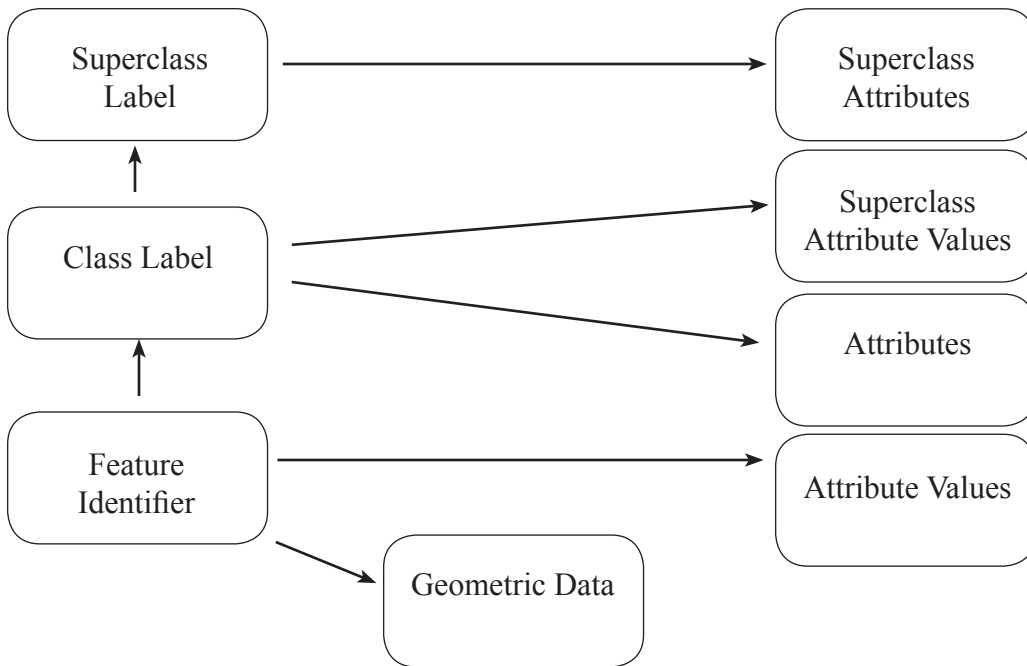 Superclass
Label
Superclass
Attributes
Class Label
Superclass
Attribute Values
Attributes
Feature
Identifier
Attribute Values
Geometric Data